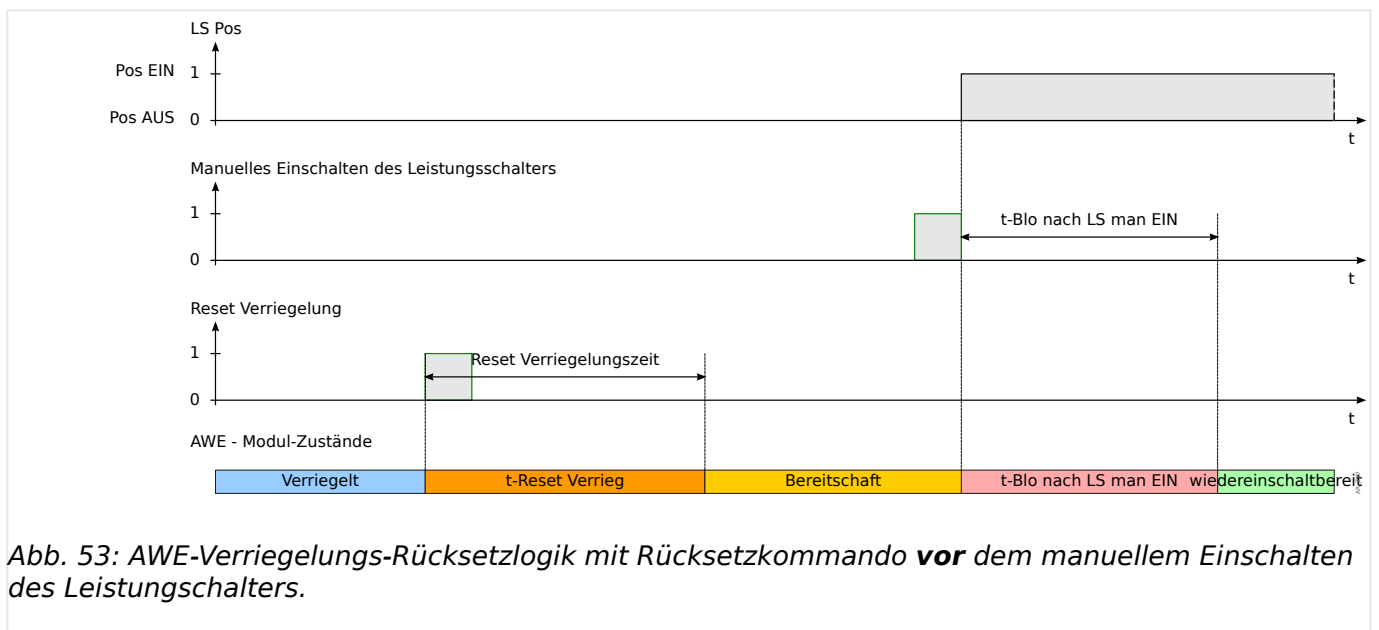 LS Pos
Pos EIN 1
Pos AUS 0
t
Manuelles Einschalten des Leistungsschalters
1
t-Blo nach LS man EIN
0
t
Reset Verriegelung
1
Reset Verriegelungszeit
0
t
AWE - Modul-Zustände
Verriegelt t-Reset Verrieg Bereitschaft t-Blo nach LS man EIN wiedereinschaltbereit
Abb. 53: AWE-Verriegelungs-Rücksetzlogik mit Rücksetzkommando vor dem manuellem Einschalten
des Leistungschalters.